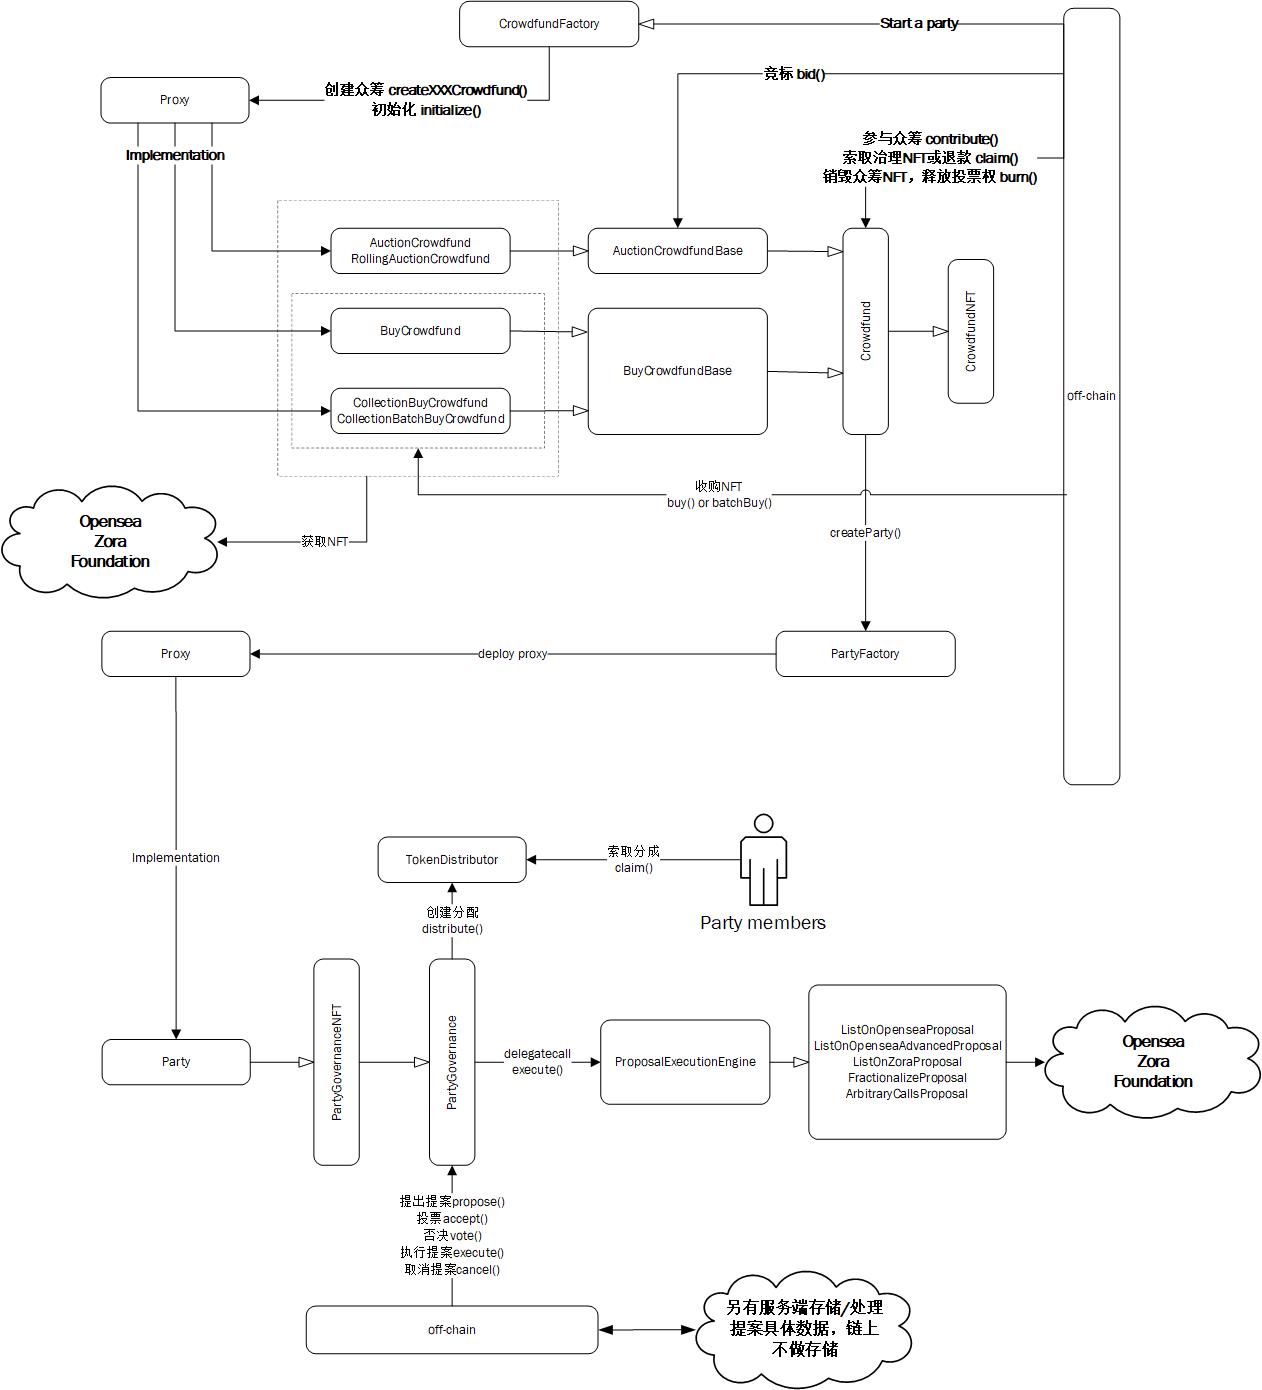 CrowdfundFactory
Start a party
竞标 bid()
Proxy
创建众筹 createXXXCrowdfund()
初始化 initialize()
Implementation
参与众筹 contribute()
索取治理NFT或退款 claim()
销毁众筹NFT，释放投票权 burn()
AuctionCrowdfund
RollingAuctionCrowdfund
AuctionCrowdfundBase
BuyCrowdfund
BuyCrowdfundBase
Crowdfund
CrowdfundNFT
CollectionBuyCrowdfund
CollectionBatchBuyCrowdfund
off-chain
收购NFT
buy() or batchBuy()
Opensea
Zora
Foundation
获取NFT
createParty()
Proxy
deploy proxy
PartyFactory
Implementation
TokenDistributor
索取分成
claim()
Party members
创建分配
distribute()
Party
PartyGovernanceNFT
PartyGovernance
delegatecall
execute()
ProposalExecutionEngine
ListOnOpenseaProposal
ListOnOpenseaAdvancedProposal
ListOnZoraProposal
FractionalizeProposal
ArbitraryCallsProposal
Opensea
Zora
Foundation
提出提案propose()
投票accept()
否决vote()
执行提案execute()
取消提案cancel()
off-chain
另有服务端存储/处理
提案具体数据，链上
不做存储